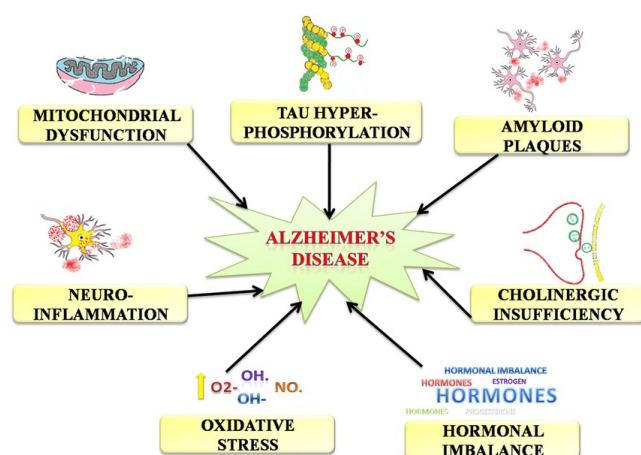 MITOCHONDRIAL
DYSFUNCTION
TAU HYPER-
PHOSPHORYLATION
AMYLOID
PLAQUES
ALZHEIMER'S
DISEASE
NEURO-
INFLAMMATION
CHOLINERGIC
INSUFFICIENCY
O2- OH. NO.
OH-
OXIDATIVE
STRESS
HORMONAL IMBALANCE
HORMONES ESTROGEN
HORMONES
HORMONES PROGESTERONE
HORMONAL
IMBALANCE